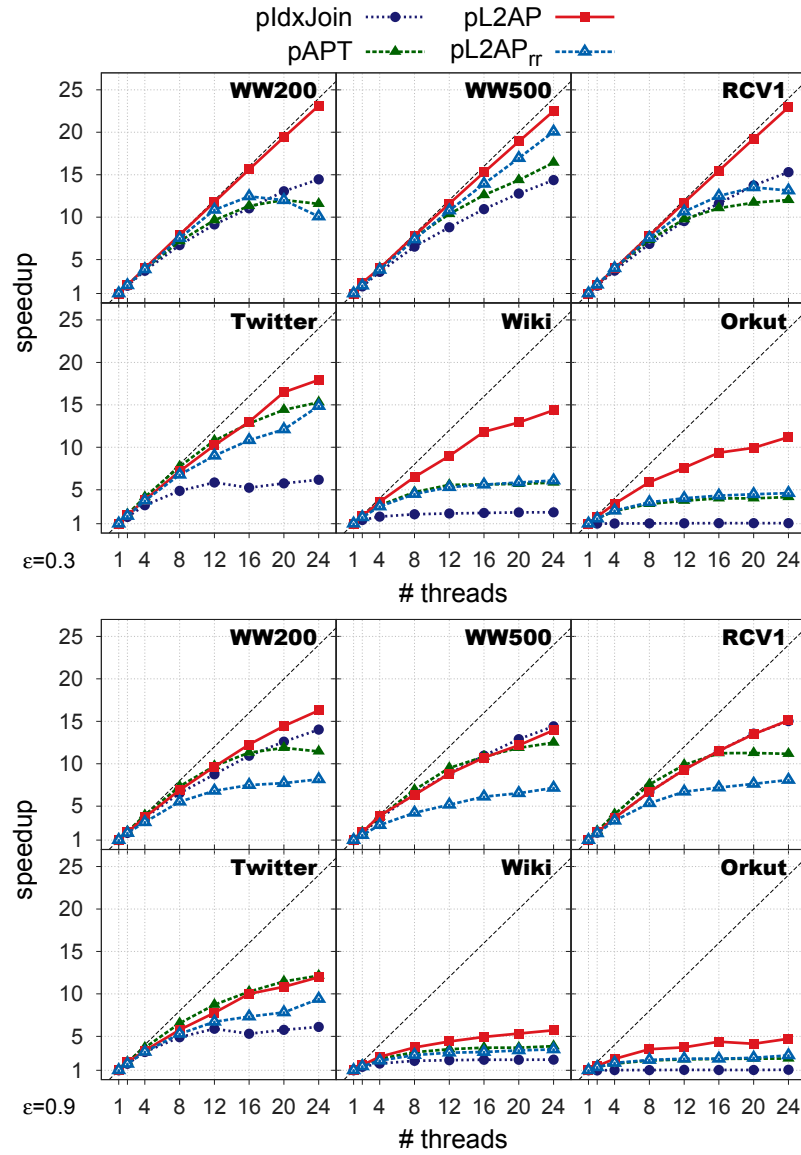 pIdxJoin pL2AP
pAPT pL2APrr
WW200 WW500 RCV1
25
20
15
10
5
1
speedup
Twitter Wiki Orkut
25
20
15
10
5
1
ε=0.3
1 4 8 12 16 20 24 1 4 8 12 16 20 24 1 4 8 12 16 20 24
# threads
WW200 WW500 RCV1
25
20
15
10
5
1
speedup
Twitter Wiki Orkut
25
20
15
10
5
1
ε=0.9
1 4 8 12 16 20 24 1 4 8 12 16 20 24 1 4 8 12 16 20 24
# threads